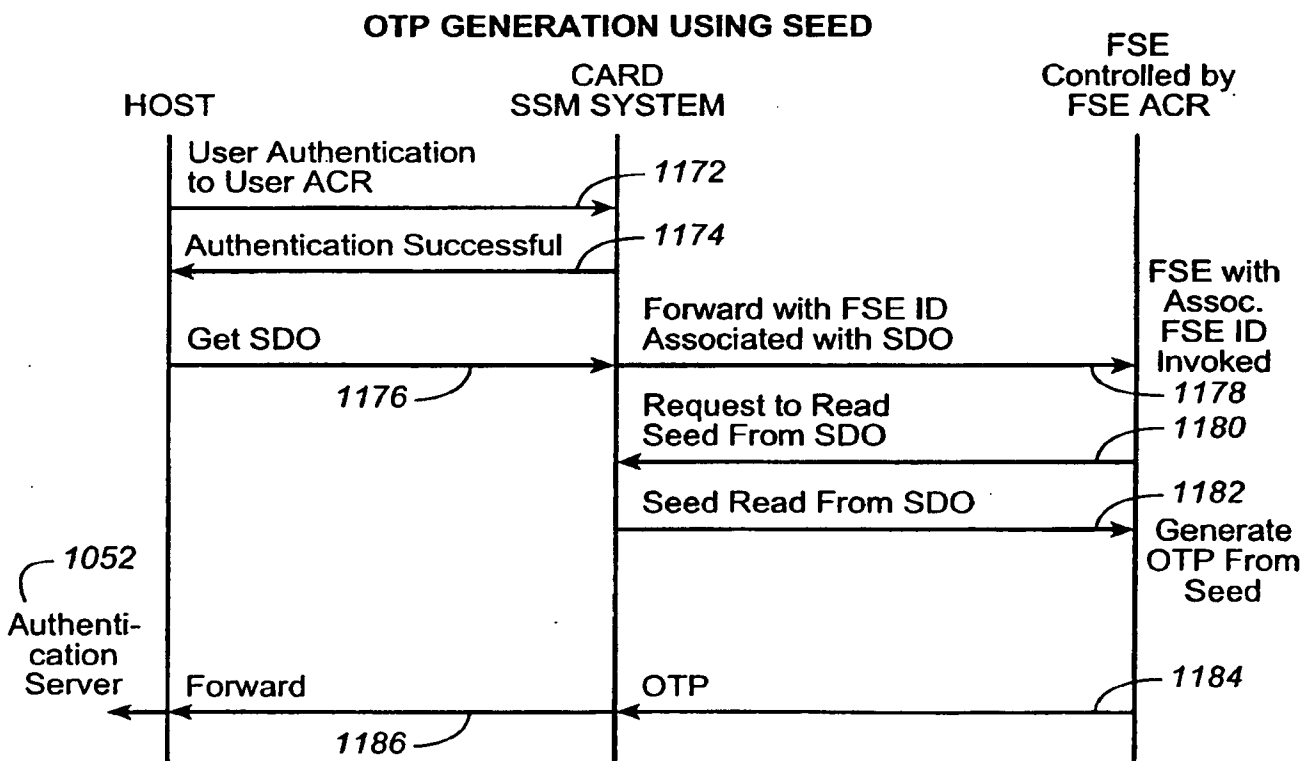 OTP GENERATION USING SEED
HOST
CARD
SSM SYSTEM
FSE
Controlled by
FSE ACR
User Authentication
to User ACR
1172
Authentication Successful
1174
Get SDO
1176
Forward with FSE ID
Associated with SDO
FSE with
Assoc.
FSE ID
Invoked
1178
Request to Read
Seed From SDO
1180
Seed Read From SDO
1182
Generate
OTP From
Seed
1052
Authenti-
cation
Server
Forward
1186
OTP
1184